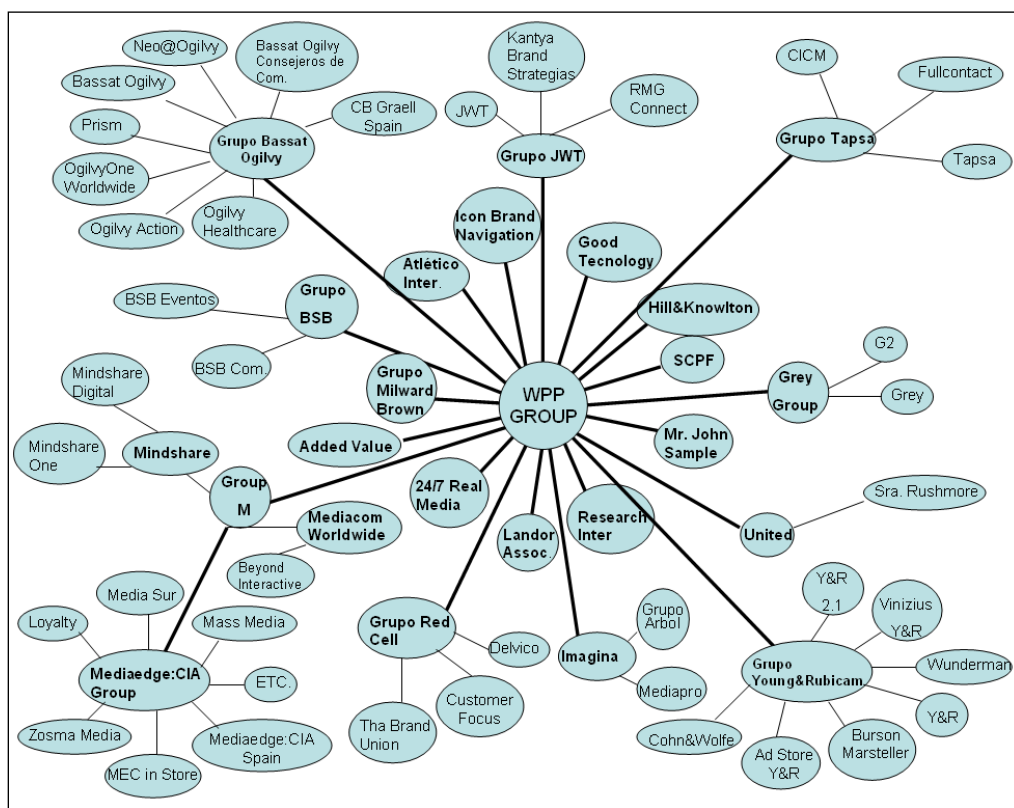 Neo@Ogilvy
Bassat Ogilvy
Consejeros de
Com.
Bassat Ogilvy
CB Graell
Spain
Prism
Grupo Bassat
Ogilvy
OgilvyOne
Worldwide
Ogilvy Action
Ogilvy
Healthcare
Kantya
Brand
Strategias
JWT
RMG
Connect
Grupo JWT
CICM
Fullcontact
Grupo Tapsa
Tapsa
Icon Brand
Navigation
Atlético
Inter.
Good
Tecnology
Grupo
BSB
BSB Eventos
BSB Com.
Hill&Knowlton
SCPF
G2
Grey
Group
Grey
Grupo
Milward
Brown
WPP
GROUP
Mindshare
Digital
Mindshare
One
Mindshare
Added Value
Mr. John
Sample
Group
M
24/7 Real
Media
Landor
Assoc.
Research
Inter
United
Sra. Rushmore
Mediacom
Worldwide
Beyond
Interactive
Media Sur
Loyalty
Mass Media
Mediaedge:CIA
Group
ETC.
Zosma Media
Mediaedge:CIA
Spain
MEC in Store
Grupo Red
Cell
Delvico
Customer
Focus
Tha Brand
Union
Grupo
Arbol
Imagina
Mediapro
Y&R
2.1
Vinizius
Y&R
Grupo
Young&Rubicam
Wunderman
Y&R
Cohn&Wolfe
Ad Store
Y&R
Burson
Marsteller